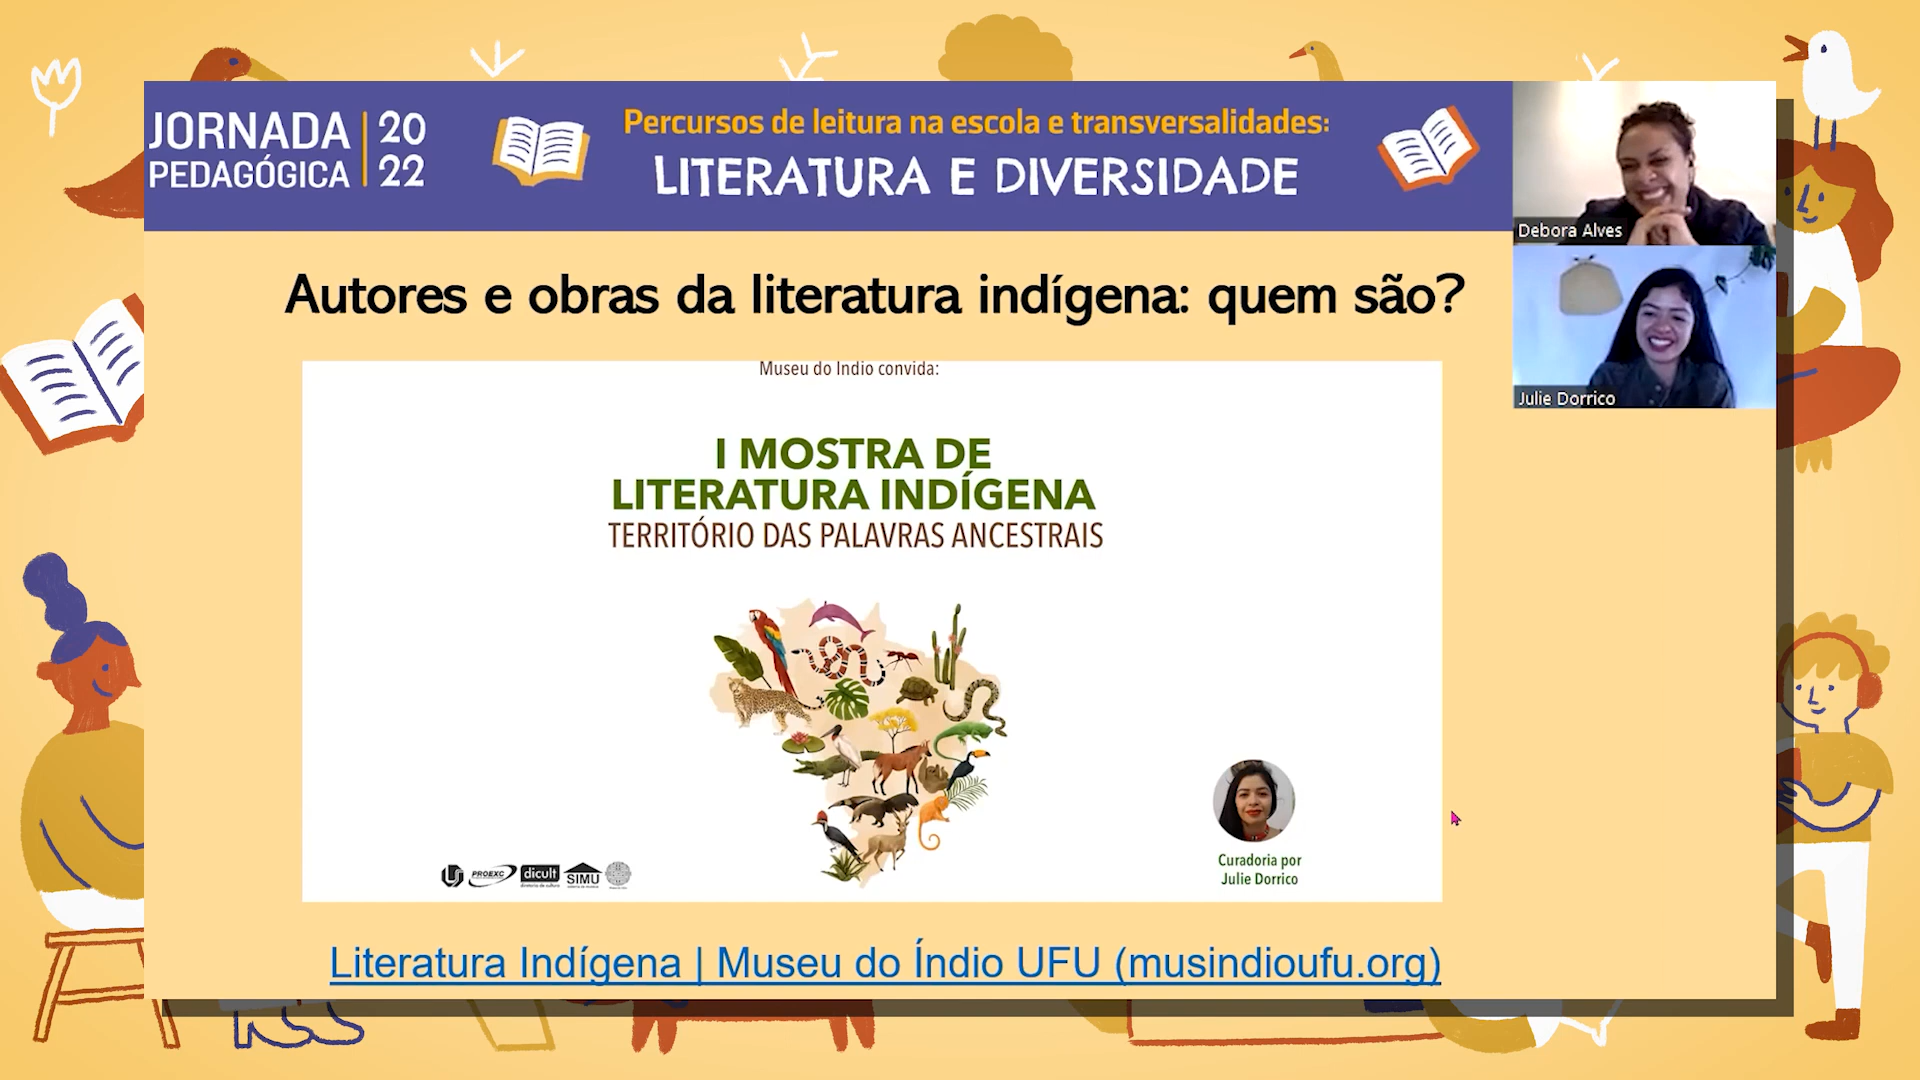 JORNADA
PEDAGÓGICA
20
22
Percursos de leitura na escola e transversalidades:
LITERATURA E DIVERSIDADE
Debora Alves
Julie Dorrico
Autores e obras da literatura indígena: quem são?
Museu do Indio convida:
I MOSTRA DE
LITERATURA INDÍGENA
TERRITÓRIO DAS PALAVRAS ANCESTRAIS
PROEXC
dicult
SIMU
Curadoria por
Julie Dorrico
Literatura Indígena | Museu do Índio UFU (musindioufu.org)